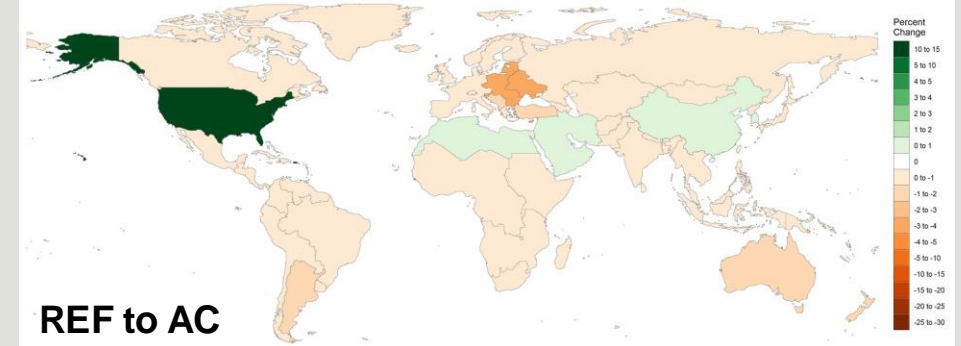 Percent
Change
10 to 15
5 to 10
4 to 5
3 to 4
2 to 3
1 to 2
0 to 1
0
0 to -1
-1 to -2
-2 to -3
-3 to -4
-4 to -5
-5 to -10
-10 to -15
-15 to -20
-20 to -25
-25 to -30
REF to AC